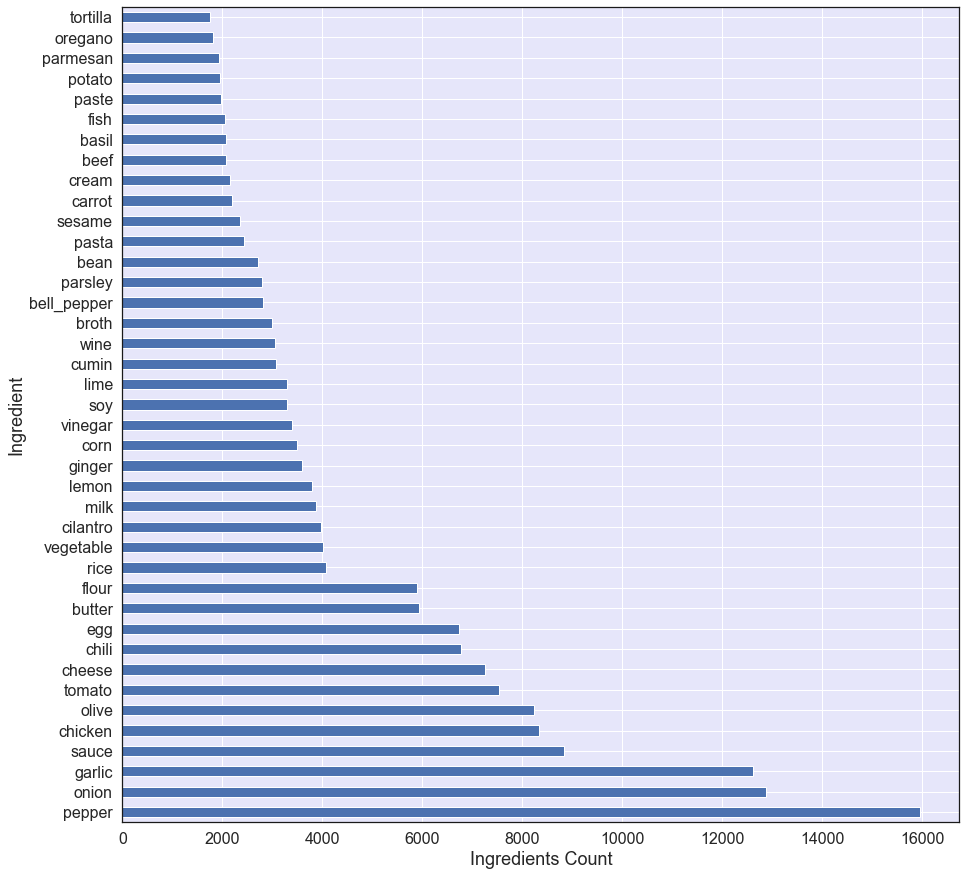 tortilla
oregano
parmesan
potato
paste
fish
basil
beef
cream
carrot
sesame
pasta
bean
parsley
bell_pepper
broth
wine
cumin
lime
soy
vinegar
corn
ginger
lemon
milk
cilantro
vegetable
rice
flour
butter
egg
chili
cheese
tomato
olive
chicken
sauce
garlic
onion
pepper
Ingredient
0 2000 4000 6000 8000 10000 12000 14000 16000
Ingredients Count